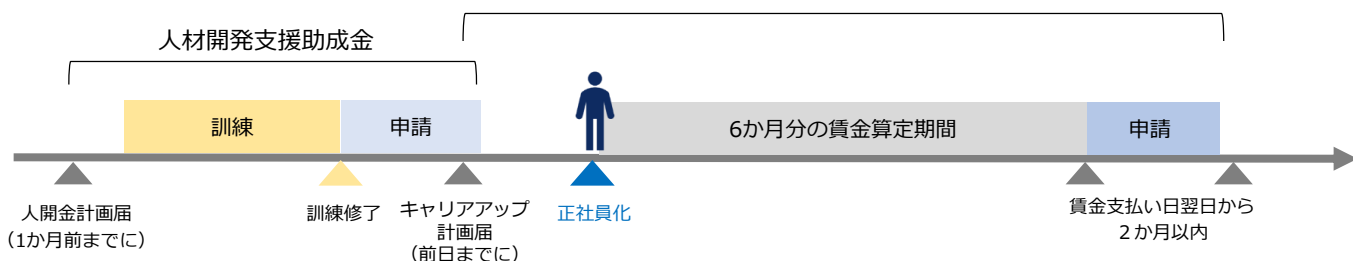 人材開発支援助成金
訓練
申請
6か月分の賃金算定期間
申請
人開金計画届
（1か月前までに）
訓練修了
キャリアアップ
計画届
（前日までに）
正社員化
賃金支払い日翌日から
２か月以内